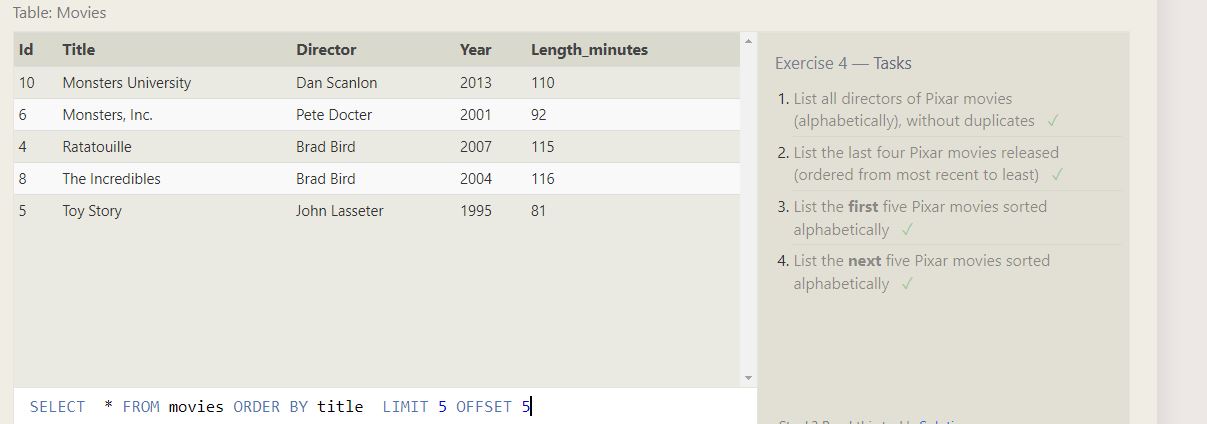 Table: Movies
Id Title Director Year Length_minutes
10 Monsters University Dan Scanlon 2013 110
6 Monsters, Inc. Pete Docter 2001 92
4 Ratatouille Brad Bird 2007 115
8 The Incredibles Brad Bird 2004 116
5 Toy Story John Lasseter 1995 81
SELECT * FROM movies ORDER BY title LIMIT 5 OFFSET 5
Exercise 4 — Tasks
1. List all directors of Pixar movies
(alphabetically), without duplicates ✓
2. List the last four Pixar movies released
(ordered from most recent to least) ✓
3. List the first five Pixar movies sorted
alphabetically ✓
4. List the next five Pixar movies sorted
alphabetically ✓